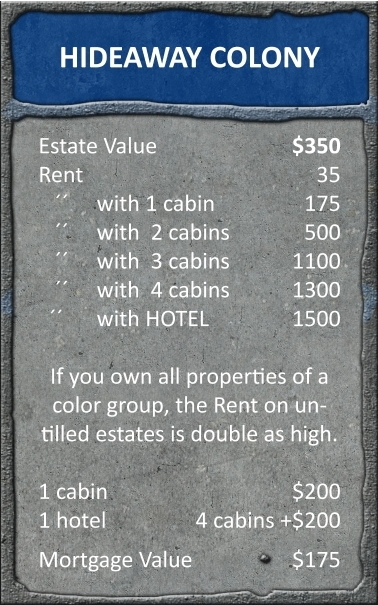 HIDEAWAY COLONY
Estate Value $350
Rent 35
´´ with 1 cabin 175
´´ with 2 cabins 500
´´ with 3 cabins 1100
´´ with 4 cabins 1300
´´ with HOTEL 1500
If you own all properties of a
color group, the Rent on un-
tilled estates is double as high.
1 cabin $200
1 hotel 4 cabins +$200
Mortgage Value $175